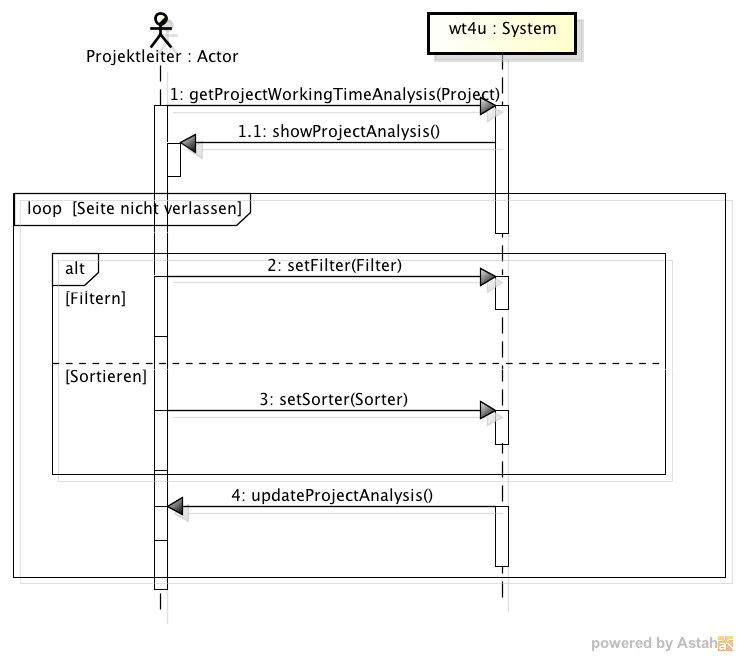 wt4u : System
Projektleiter : Actor
1: getProjectWorkingTimeAnalysis(Project)
1.1: showProjectAnalysis()
loop [Seite nicht verlassen]
alt
2: setFilter(Filter)
[Filtern]
[Sortieren]
3: setSorter(Sorter)
4: updateProjectAnalysis()
powered by Astah